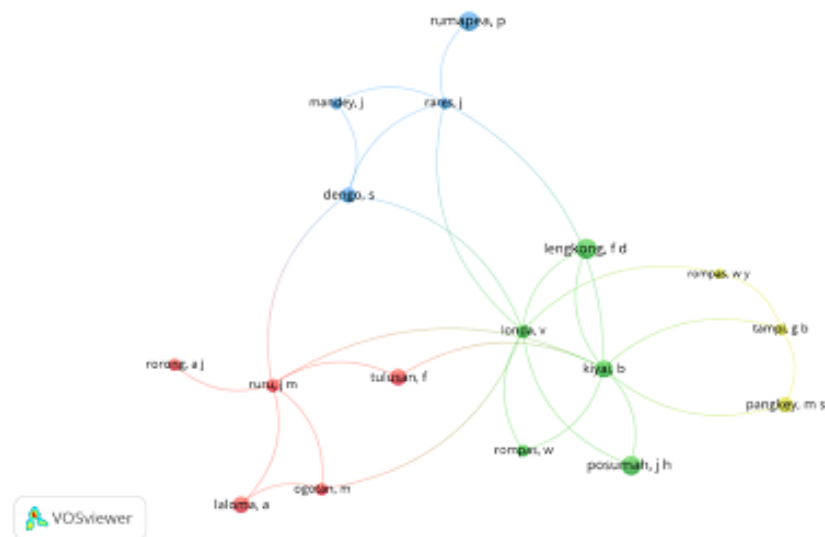 rumapea, p
mandey, j
rares, j
dengo, s
lengkong, f d
rompas, w y
londa, v
tampi, g b
rorong, a j
ruru, j m
tulusan, f
kiyai, b
pangkey, m s
rompas, w
posumah, j h
ogotan, m
laloma, a
VOSviewer